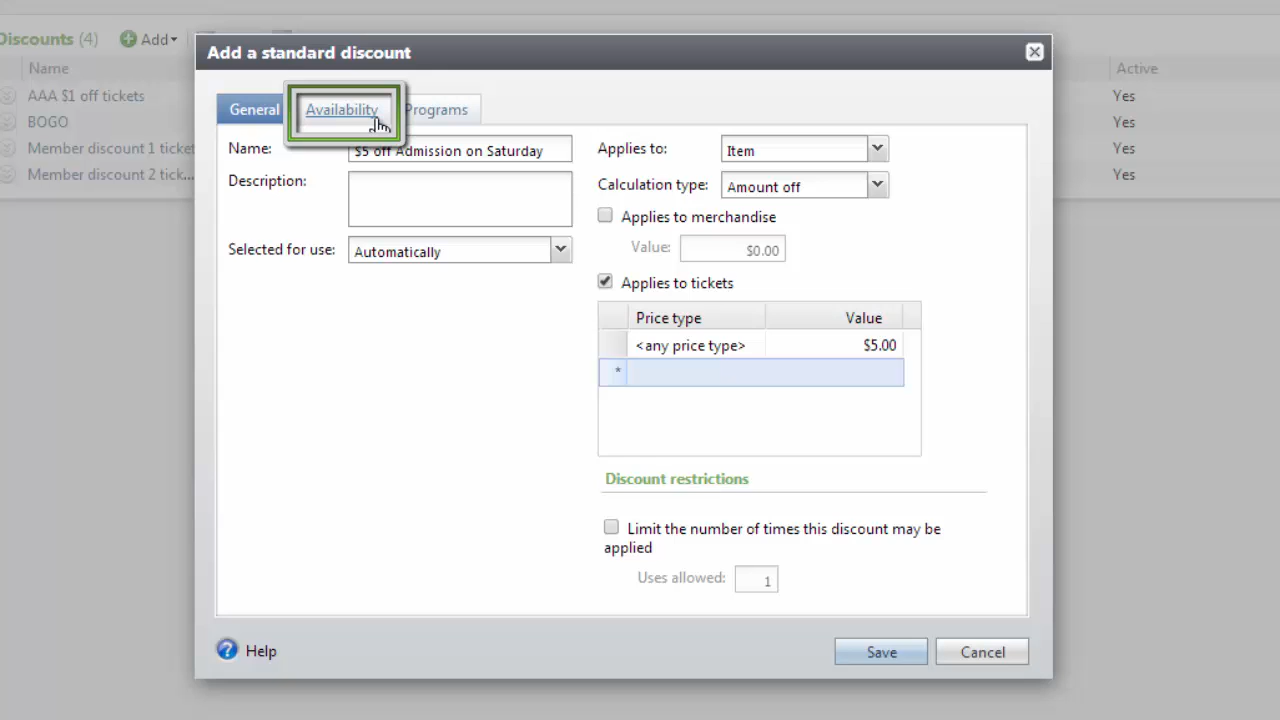 Discounts (4) Add
Name Active
AAA $1 off tickets Yes
BOGO Yes
Member discount 1 ticket Yes
Member discount 2 tick... Yes
Add a standard discount
General Availability Programs
Name: $5 off Admission on Saturday
Description:
Selected for use: Automatically
Applies to: Item
Calculation type: Amount off
Applies to merchandise
Value: $0.00
Applies to tickets
Price type Value
<any price type> $5.00
*
Discount restrictions
Limit the number of times this discount may be
applied
Uses allowed: 1
? Help
Save Cancel